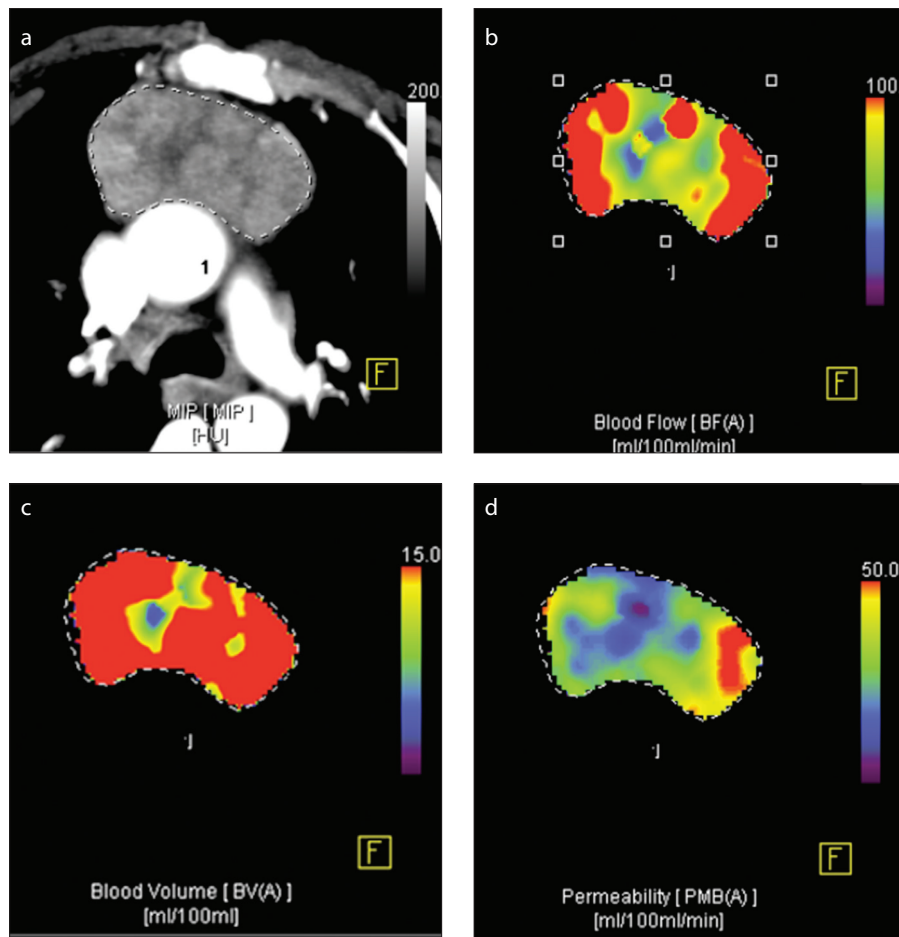 a
200
1
F
MIP [ MIP ]
[HU]
b
100
F
Blood Flow [ BF(A) ]
[ml/100ml/min]
c
15.0
F
Blood Volume [ BV(A) ]
[ml/100ml]
d
50.0
F
Permeability [ PMB(A) ]
[ml/100ml/min]